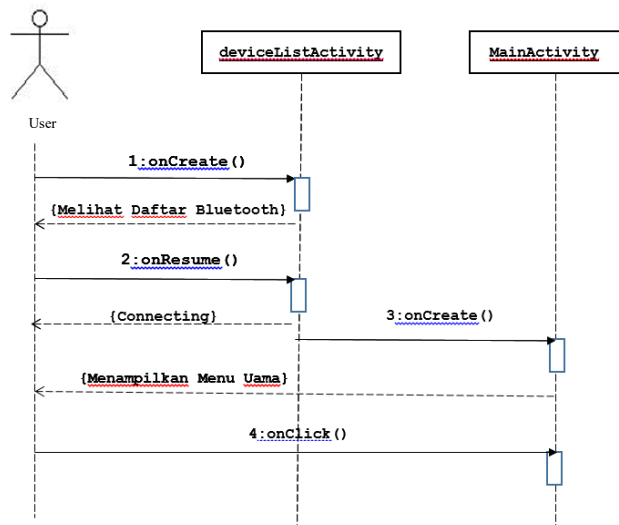 deviceListActivity
MainActivity
User
1:onCreate()
{Melihat Daftar Bluetooth}
2:onResume()
{Connecting}
3:onCreate()
{Menampilkan Menu Uama}
4:onClick()